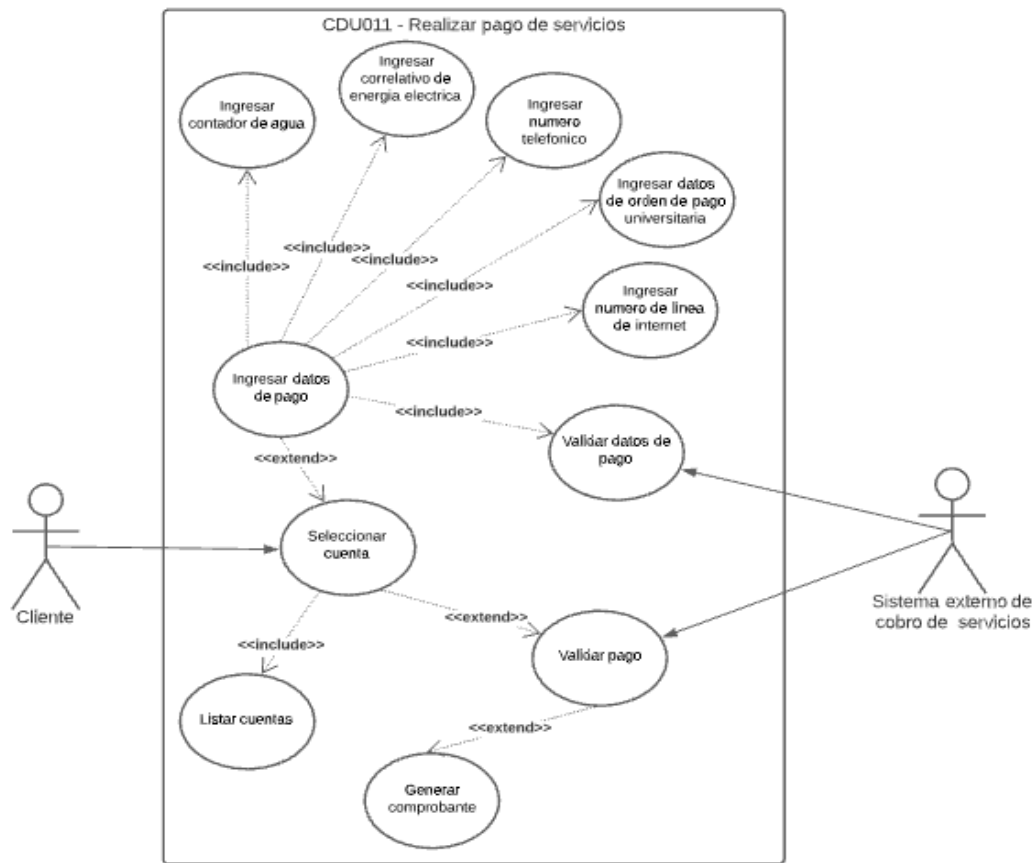 CDU011 - Realizar pago de servicios
Ingresar
correlativo de
energia electrica
Ingresar
contador de agua
Ingresar
numero
telefonico
Ingresar datos
de orden de pago
universitaria
<<include>>
<<include>>
<<include>>
<<include>>
Ingresar
numero de linea
de internet
<<include>>
Ingresar datos
de pago
<<include>>
Validar datos de
pago
<<extend>>
Seleccionar
cuenta
Cliente
Sistema externo de
cobro de servicios
<<extend>>
<<include>>
Validar pago
Listar cuentas
<<extend>>
Generar
comprobante